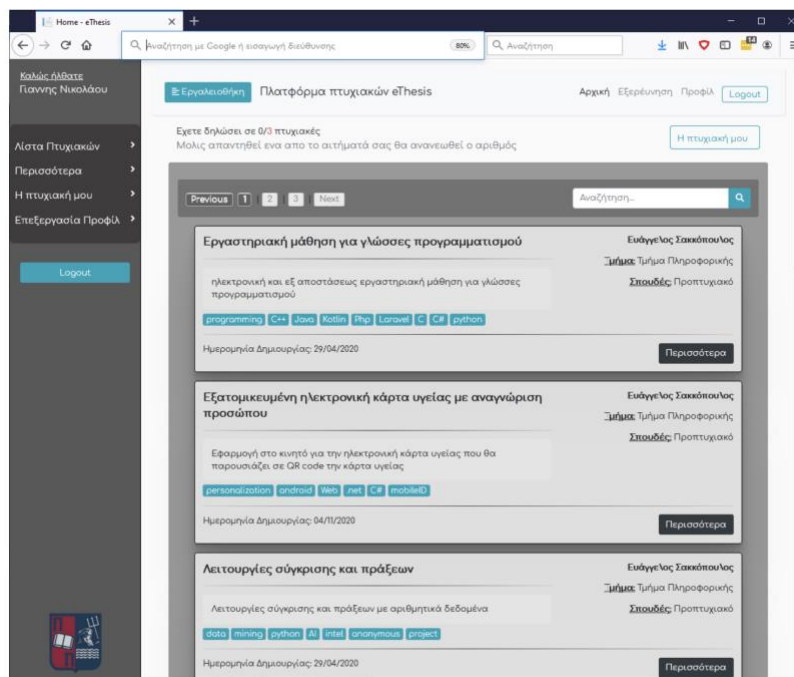 Home - eThesis
Αναζήτηση με Google ή εισαγωγή διεύθυνσης
80%
Αναζήτηση
Καλώς ήλθατε
Γιαννης Νικολάου
Λίστα Πτυχιακών
Περισσότερα
Η πτυχιακή μου
Επεξεργασία Προφίλ
Logout
Εργαλειοθήκη Πλατφόρμα πτυχιακών eThesis
Αρχική Εξερεύνηση Προφίλ Logout
Εχετε δηλώσει σε 0/3 πτυχιακές
Μολις απαντηθεί ενα απο το αιτήματά σας θα ανανεωθεί ο αριθμός
Η πτυχιακή μου
Previous 1 | 2 | 3 | Next
Αναζήτηση...
Εργαστηριακή μάθηση για γλώσσες προγραμματισμού
Ευάγγελος Σακκόπουλος
Τμήμα: Τμήμα Πληροφορικής
Σπουδές: Προπτυχιακό
ηλεκτρονική και εξ αποστάσεως εργαστηριακή μάθηση για γλώσσες
προγραμματισμού
programming C++ Java Kotlin Php Laravel C C# python
Ημερομηνία Δημιουργίας: 29/04/2020
Περισσότερα
Εξατομικευμένη ηλεκτρονική κάρτα υγείας με αναγνώριση
προσώπου
Ευάγγελος Σακκόπουλος
Τμήμα: Τμήμα Πληροφορικής
Σπουδές: Προπτυχιακό
Εφαρμογή στο κινητό για την ηλεκτρονική κάρτα υγείας που θα
παρουσιάζει σε QR code την κάρτα υγείας
personalization android Web .net C# mobileID
Ημερομηνία Δημιουργίας: 04/11/2020
Περισσότερα
Λειτουργίες σύγκρισης και πράξεων
Ευάγγελος Σακκόπουλος
Τμήμα: Τμήμα Πληροφορικής
Σπουδές: Προπτυχιακό
Λειτουργίες σύγκρισης και πράξεων με αριθμητικά δεδομένα
data mining python AI intel anonymous project
Ημερομηνία Δημιουργίας: 29/04/2020
Περισσότερα